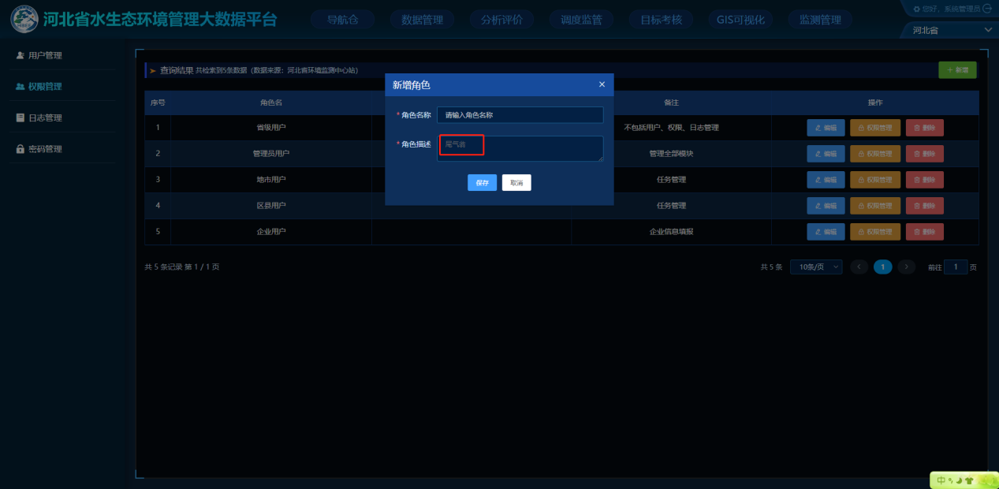 河北省水生态环境管理大数据平台
导航仓 数据管理 分析评价 调度监管 目标考核 GIS可视化 监测管理
您好，系统管理员
河北省
用户管理
权限管理
日志管理
密码管理
查询结果 共检索到5条数据（数据来源：河北省环境监测中心站）
+ 新增
序号 角色名 备注 操作
1 省级用户 不包括用户、权限、日志管理 编辑 权限管理 删除
2 管理员用户 管理全部模块 编辑 权限管理 删除
3 地市用户 任务管理 编辑 权限管理 删除
4 区县用户 任务管理 编辑 权限管理 删除
5 企业用户 企业信息填报 编辑 权限管理 删除
新增角色 ×
* 角色名称 请输入角色名称
* 角色描述
保存 取消
共 5 条记录 第 1 / 1 页
共 5 条 10条/页 < 1 > 前往 1 页
中